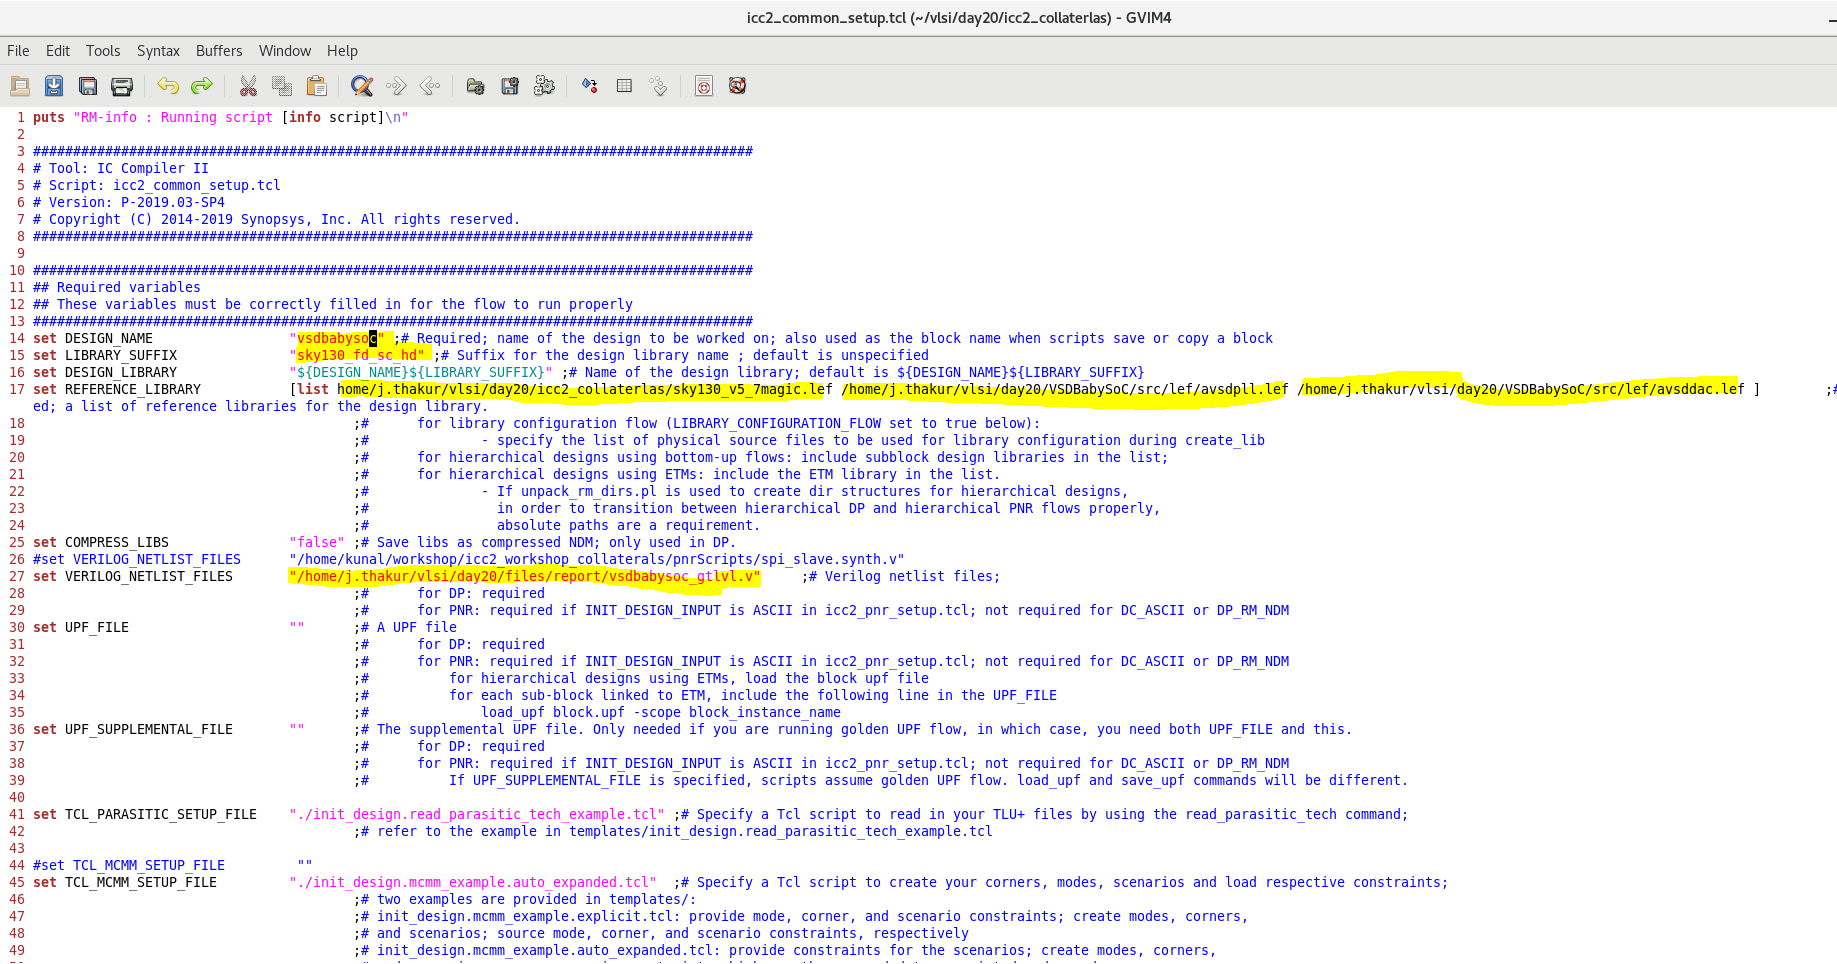 icc2_common_setup.tcl (~/vlsi/day20/icc2_collaterlas) - GVIM4
File Edit Tools Syntax Buffers Window Help
1 puts "RM-info : Running script [info script]\n"
2
3 ##########################################################################################
4 # Tool: IC Compiler II
5 # Script: icc2_common_setup.tcl
6 # Version: P-2019.03-SP4
7 # Copyright (C) 2014-2019 Synopsys, Inc. All rights reserved.
8 ##########################################################################################
9
10 ##########################################################################################
11 ## Required variables
12 ## These variables must be correctly filled in for the flow to run properly
13 ##########################################################################################
14 set DESIGN_NAME "vsdbabysoc" ;# Required; name of the design to be worked on; also used as the block name when scripts save or copy a block
15 set LIBRARY_SUFFIX "sky130_fd_sc_hd" ;# Suffix for the design library name ; default is unspecified
16 set DESIGN_LIBRARY "${DESIGN_NAME}${LIBRARY_SUFFIX}" ;# Name of the design library; default is ${DESIGN_NAME}${LIBRARY_SUFFIX}
17 set REFERENCE_LIBRARY [list home/j.thakur/vlsi/day20/icc2_collaterlas/sky130_v5_7magic.lef /home/j.thakur/vlsi/day20/VSDBabySoC/src/lef/avsdpll.lef /home/j.thakur/vlsi/day20/VSDBabySoC/src/lef/avsddac.lef ] ;#
ed; a list of reference libraries for the design library.
18 ;# for library configuration flow (LIBRARY_CONFIGURATION_FLOW set to true below):
19 ;# - specify the list of physical source files to be used for library configuration during create_lib
20 ;# for hierarchical designs using bottom-up flows: include subblock design libraries in the list;
21 ;# for hierarchical designs using ETMs: include the ETM library in the list.
22 ;# - If unpack_rm_dirs.pl is used to create dir structures for hierarchical designs,
23 ;# in order to transition between hierarchical DP and hierarchical PNR flows properly,
24 ;# absolute paths are a requirement.
25 set COMPRESS_LIBS "false" ;# Save libs as compressed NDM; only used in DP.
26 #set VERILOG_NETLIST_FILES "/home/kunal/workshop/icc2_workshop_collaterals/pnrScripts/spi_slave.synth.v"
27 set VERILOG_NETLIST_FILES "/home/j.thakur/vlsi/day20/files/report/vsdbabysoc_gtlvl.v" ;# Verilog netlist files;
28 ;# for DP: required
29 ;# for PNR: required if INIT_DESIGN_INPUT is ASCII in icc2_pnr_setup.tcl; not required for DC_ASCII or DP_RM_NDM
30 set UPF_FILE "" ;# A UPF file
31 ;# for DP: required
32 ;# for PNR: required if INIT_DESIGN_INPUT is ASCII in icc2_pnr_setup.tcl; not required for DC_ASCII or DP_RM_NDM
33 ;# for hierarchical designs using ETMs, load the block upf file
34 ;# for each sub-block linked to ETM, include the following line in the UPF_FILE
35 ;# load_upf block.upf -scope block_instance_name
36 set UPF_SUPPLEMENTAL_FILE "" ;# The supplemental UPF file. Only needed if you are running golden UPF flow, in which case, you need both UPF_FILE and this.
37 ;# for DP: required
38 ;# for PNR: required if INIT_DESIGN_INPUT is ASCII in icc2_pnr_setup.tcl; not required for DC_ASCII or DP_RM_NDM
39 ;# If UPF_SUPPLEMENTAL_FILE is specified, scripts assume golden UPF flow. load_upf and save_upf commands will be different.
40
41 set TCL_PARASITIC_SETUP_FILE "./init_design.read_parasitic_tech_example.tcl" ;# Specify a Tcl script to read in your TLU+ files by using the read_parasitic_tech command;
42 ;# refer to the example in templates/init_design.read_parasitic_tech_example.tcl
43
44 #set TCL_MCMM_SETUP_FILE ""
45 set TCL_MCMM_SETUP_FILE "./init_design.mcmm_example.auto_expanded.tcl" ;# Specify a Tcl script to create your corners, modes, scenarios and load respective constraints;
46 ;# two examples are provided in templates/:
47 ;# init_design.mcmm_example.explicit.tcl: provide mode, corner, and scenario constraints; create modes, corners,
48 ;# and scenarios; source mode, corner, and scenario constraints, respectively
49 ;# init_design.mcmm_example.auto_expanded.tcl: provide constraints for the scenarios; create modes, corners,